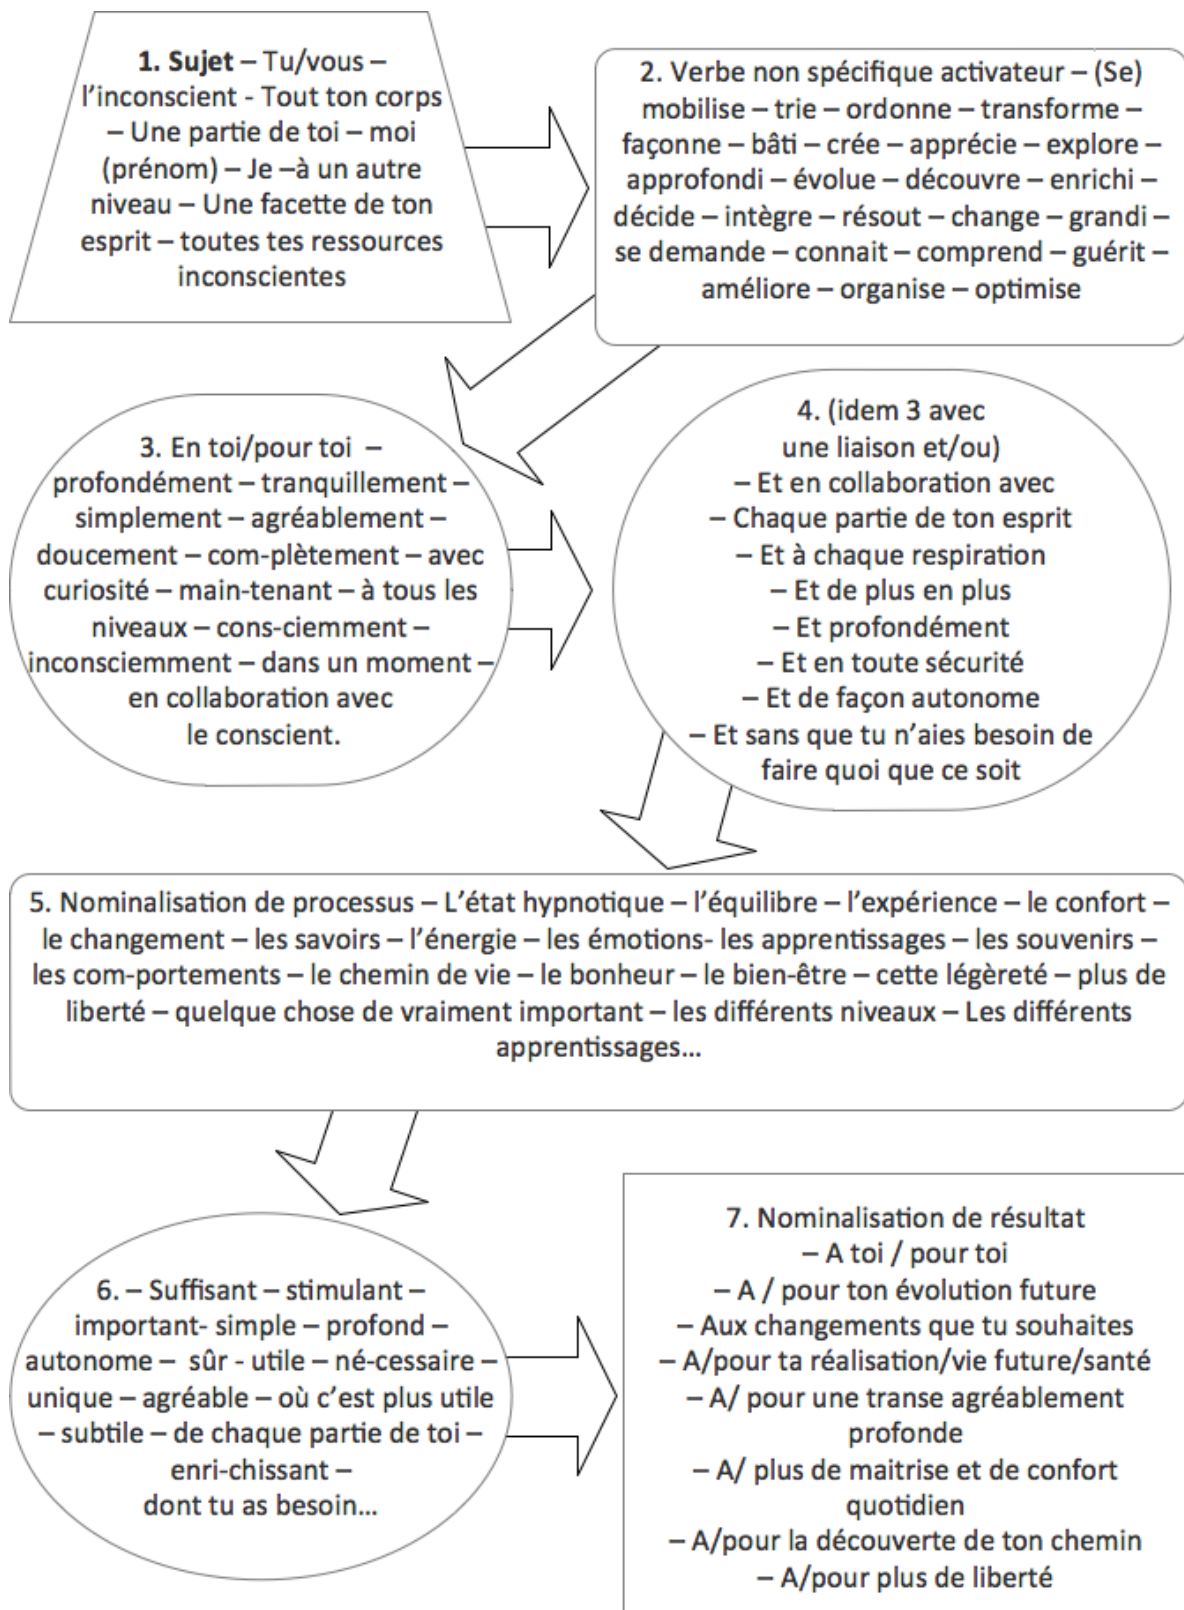 1. Sujet – Tu/vous –
l'inconscient - Tout ton corps
– Une partie de toi – moi
(prénom) – Je –à un autre
niveau – Une facette de ton
esprit – toutes tes ressources
inconscientes
2. Verbe non spécifique activateur – (Se)
mobilise – trie – ordonne – transforme –
façonne – bâti – crée – apprécie – explore –
approfondi – évolue – découvre – enrichi –
décide – intègre – résout – change – grandi –
se demande – connait – comprend – guérit –
améliore – organise – optimise
3. En toi/pour toi –
profondément – tranquillement –
simplement – agréablement –
doucement – com-plètement – avec
curiosité – main-tenant – à tous les
niveaux – cons-ciemment –
inconsciemment – dans un moment –
en collaboration avec
le conscient.
4. (idem 3 avec
une liaison et/ou)
– Et en collaboration avec
– Chaque partie de ton esprit
– Et à chaque respiration
– Et de plus en plus
– Et profondément
– Et en toute sécurité
– Et de façon autonome
– Et sans que tu n'aies besoin de
faire quoi que ce soit
5. Nominalisation de processus – L'état hypnotique – l'équilibre – l'expérience – le confort –
le changement – les savoirs – l'énergie – les émotions- les apprentissages – les souvenirs –
les com-portements – le chemin de vie – le bonheur – le bien-être – cette légèreté – plus de
liberté – quelque chose de vraiment important – les différents niveaux – Les différents
apprentissages...
6. – Suffisant – stimulant –
important- simple – profond –
autonome – sûr - utile – né-cessaire –
unique – agréable – où c'est plus utile
– subtile – de chaque partie de toi –
enri-chissant –
dont tu as besoin...
7. Nominalisation de résultat
– A toi / pour toi
– A / pour ton évolution future
– Aux changements que tu souhaites
– A/pour ta réalisation/vie future/santé
– A/ pour une transe agréablement
profonde
– A/ plus de maitrise et de confort
quotidien
– A/pour la découverte de ton chemin
– A/pour plus de liberté